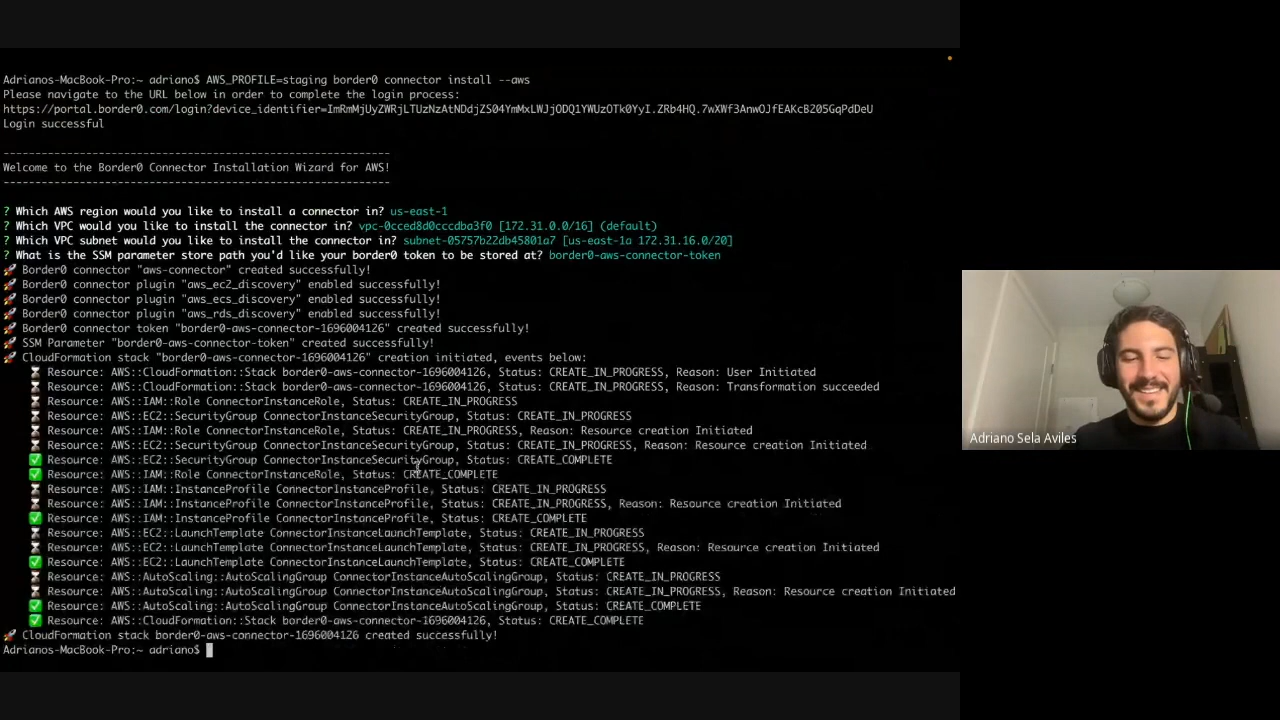 Adrianos-MacBook-Pro:~ adriano$ AWS_PROFILE=staging border0 connector install --aws
Please navigate to the URL below in order to complete the login process:
https://portal.border0.com/login?device_identifier=ImRmMjUyZWRjLTUzNzAtNDdjZS04YmMxLWJjODQ1YWUzOTk0YyI.ZRb4HQ.7wXWf3AnwOJfEAKcB205GqPdDeU
Login successful
-------------------------------------------------------------
Welcome to the Border0 Connector Installation Wizard for AWS!
-------------------------------------------------------------
? Which AWS region would you like to install a connector in? us-east-1
? Which VPC would you like to install the connector in? vpc-0cced8d0cccdba3f0 [172.31.0.0/16] (default)
? Which VPC subnet would you like to install the connector in? subnet-05757b22db45801a7 [us-east-1a 172.31.16.0/20]
? What is the SSM parameter store path you'd like your border0 token to be stored at? border0-aws-connector-token
🚀 Border0 connector "aws-connector" created successfully!
🚀 Border0 connector plugin "aws_ec2_discovery" enabled successfully!
🚀 Border0 connector plugin "aws_ecs_discovery" enabled successfully!
🚀 Border0 connector plugin "aws_rds_discovery" enabled successfully!
🚀 Border0 connector token "border0-aws-connector-1696004126" created successfully!
🚀 SSM Parameter "border0-aws-connector-token" created successfully!
🚀 CloudFormation stack "border0-aws-connector-1696004126" creation initiated, events below:
⏳ Resource: AWS::CloudFormation::Stack border0-aws-connector-1696004126, Status: CREATE_IN_PROGRESS, Reason: User Initiated
⏳ Resource: AWS::CloudFormation::Stack border0-aws-connector-1696004126, Status: CREATE_IN_PROGRESS, Reason: Transformation succeeded
⏳ Resource: AWS::IAM::Role ConnectorInstanceRole, Status: CREATE_IN_PROGRESS
⏳ Resource: AWS::EC2::SecurityGroup ConnectorInstanceSecurityGroup, Status: CREATE_IN_PROGRESS
⏳ Resource: AWS::IAM::Role ConnectorInstanceRole, Status: CREATE_IN_PROGRESS, Reason: Resource creation Initiated
⏳ Resource: AWS::EC2::SecurityGroup ConnectorInstanceSecurityGroup, Status: CREATE_IN_PROGRESS, Reason: Resource creation Initiated
✅ Resource: AWS::EC2::SecurityGroup ConnectorInstanceSecurityGroup, Status: CREATE_COMPLETE
✅ Resource: AWS::IAM::Role ConnectorInstanceRole, Status: CREATE_COMPLETE
⏳ Resource: AWS::IAM::InstanceProfile ConnectorInstanceProfile, Status: CREATE_IN_PROGRESS
⏳ Resource: AWS::IAM::InstanceProfile ConnectorInstanceProfile, Status: CREATE_IN_PROGRESS, Reason: Resource creation Initiated
✅ Resource: AWS::IAM::InstanceProfile ConnectorInstanceProfile, Status: CREATE_COMPLETE
⏳ Resource: AWS::EC2::LaunchTemplate ConnectorInstanceLaunchTemplate, Status: CREATE_IN_PROGRESS
⏳ Resource: AWS::EC2::LaunchTemplate ConnectorInstanceLaunchTemplate, Status: CREATE_IN_PROGRESS, Reason: Resource creation Initiated
✅ Resource: AWS::EC2::LaunchTemplate ConnectorInstanceLaunchTemplate, Status: CREATE_COMPLETE
⏳ Resource: AWS::AutoScaling::AutoScalingGroup ConnectorInstanceAutoScalingGroup, Status: CREATE_IN_PROGRESS
⏳ Resource: AWS::AutoScaling::AutoScalingGroup ConnectorInstanceAutoScalingGroup, Status: CREATE_IN_PROGRESS, Reason: Resource creation Initiated
✅ Resource: AWS::AutoScaling::AutoScalingGroup ConnectorInstanceAutoScalingGroup, Status: CREATE_COMPLETE
✅ Resource: AWS::CloudFormation::Stack border0-aws-connector-1696004126, Status: CREATE_COMPLETE
🚀 CloudFormation stack border0-aws-connector-1696004126 created successfully!
Adrianos-MacBook-Pro:~ adriano$
Adriano Sela Aviles